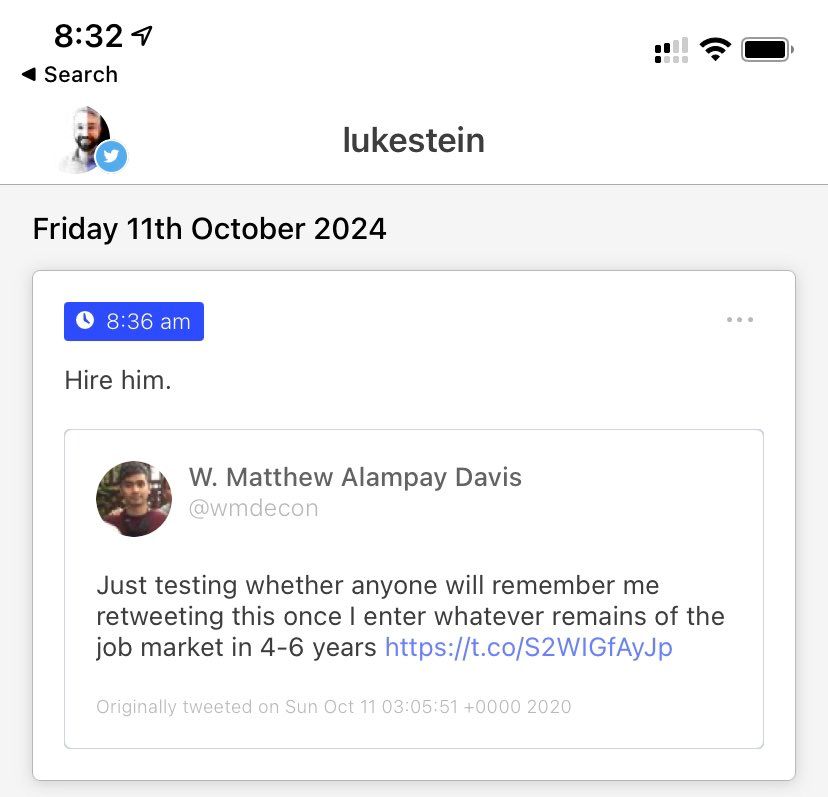 8:32
Search
lukestein
Friday 11th October 2024
8:36 am
Hire him.
W. Matthew Alampay Davis
@wmdecon
Just testing whether anyone will remember me
retweeting this once I enter whatever remains of the
job market in 4-6 years https://t.co/S2WIGfAyJp
Originally tweeted on Sun Oct 11 03:05:51 +0000 2020